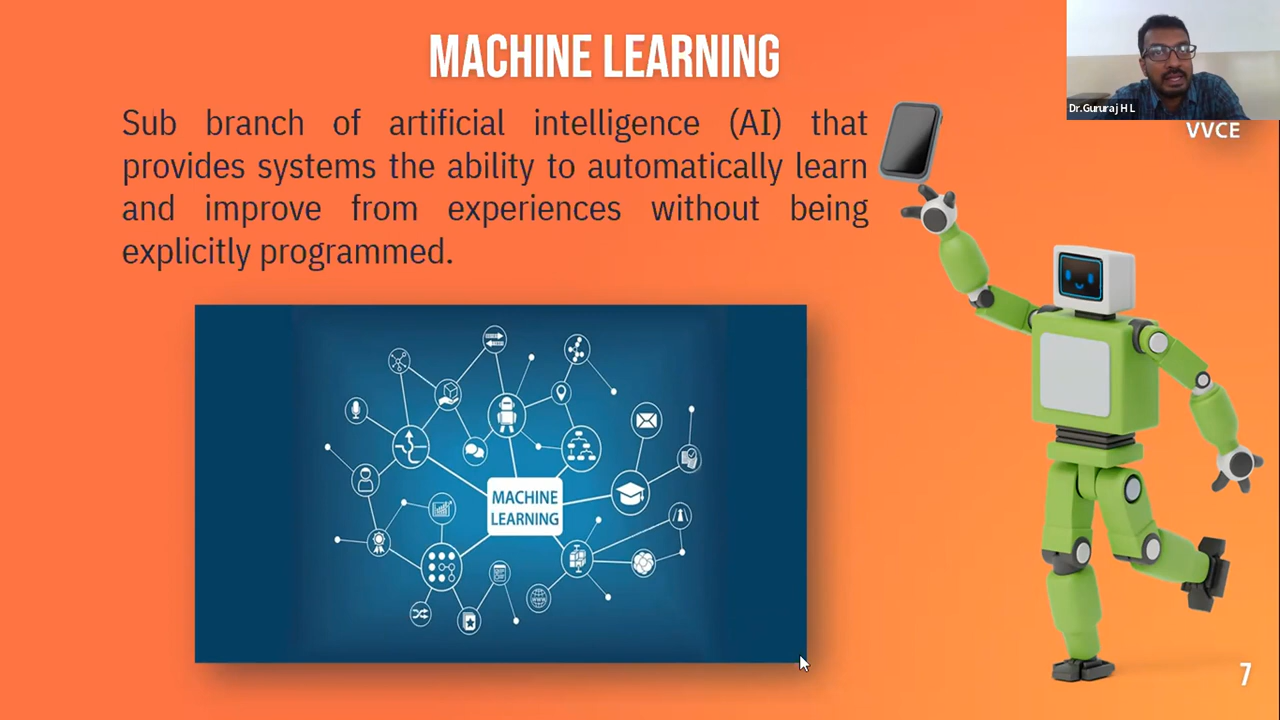 MACHINE LEARNING
Sub branch of artificial intelligence (AI) that
provides systems the ability to automatically learn
and improve from experiences without being
explicitly programmed.
Dr.Gururaj H L
VVCE
MACHINE
LEARNING
WWW
7